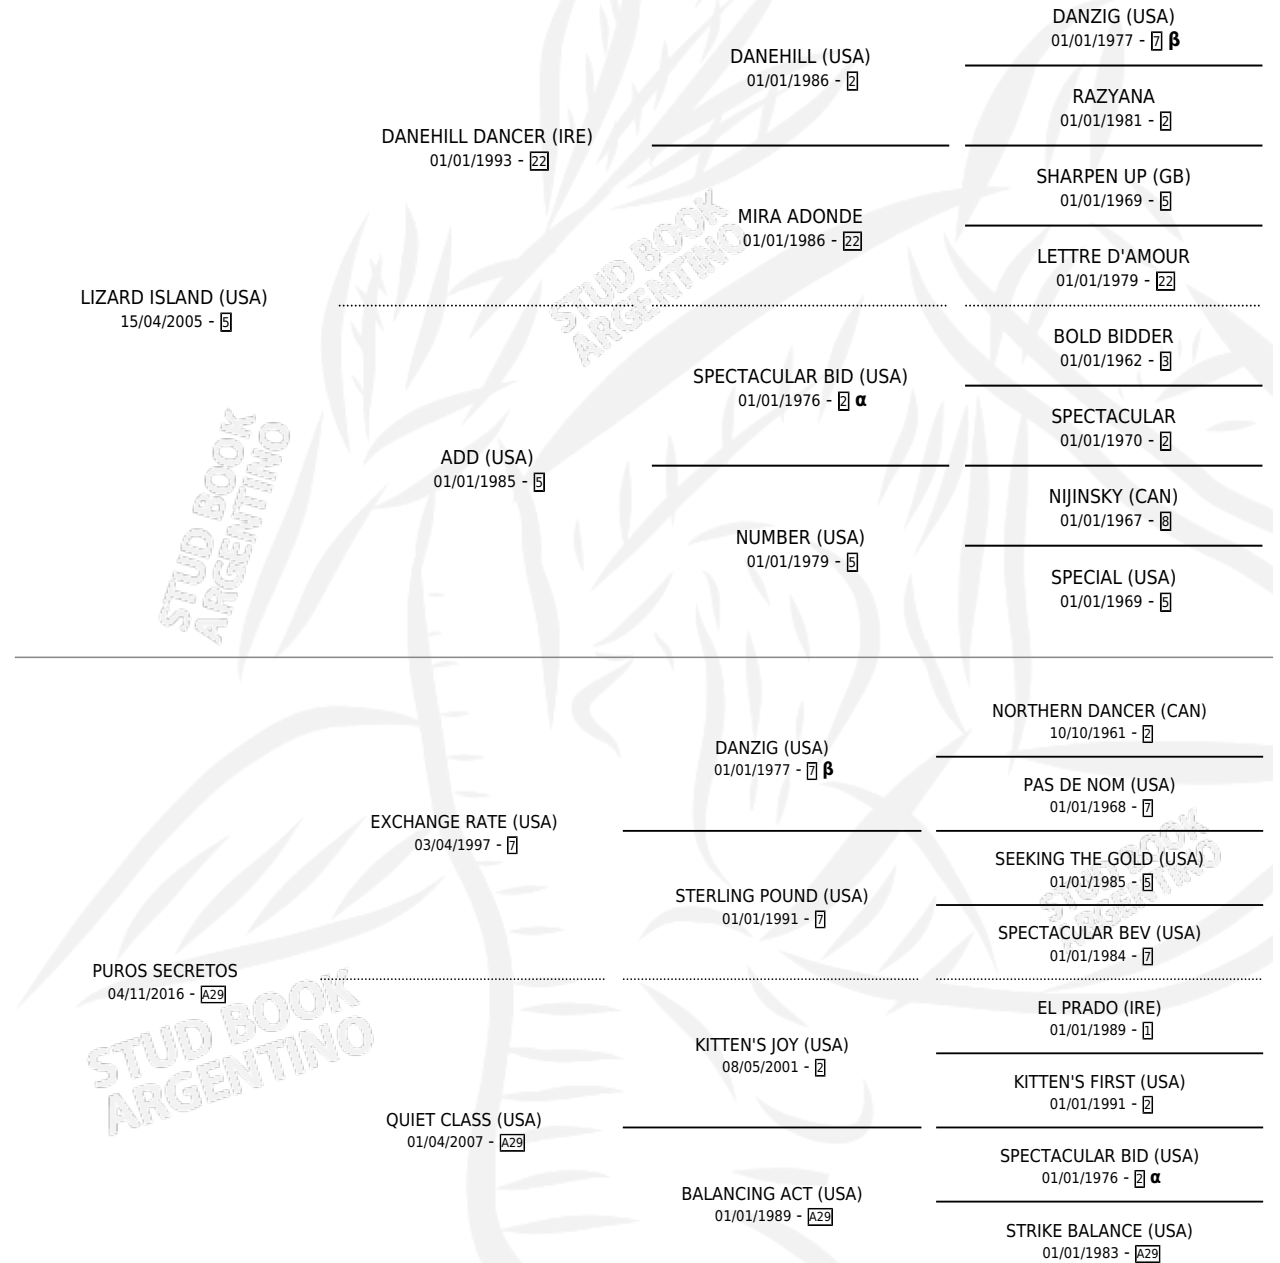 DANZIG (USA)
01/01/1977 - 7 β
DANEHILL (USA)
01/01/1986 - 2
RAZYANA
01/01/1981 - 2
DANEHILL DANCER (IRE)
01/01/1993 - 22
SHARPEN UP (GB)
01/01/1969 - 5
MIRA ADONDE
01/01/1986 - 22
LETTRE D'AMOUR
01/01/1979 - 22
LIZARD ISLAND (USA)
15/04/2005 - 5
BOLD BIDDER
01/01/1962 - 3
SPECTACULAR BID (USA)
01/01/1976 - 2 α
SPECTACULAR
01/01/1970 - 2
ADD (USA)
01/01/1985 - 5
NIJINSKY (CAN)
01/01/1967 - 8
NUMBER (USA)
01/01/1979 - 5
SPECIAL (USA)
01/01/1969 - 5
NORTHERN DANCER (CAN)
10/10/1961 - 2
DANZIG (USA)
01/01/1977 - 7 β
PAS DE NOM (USA)
01/01/1968 - 7
EXCHANGE RATE (USA)
03/04/1997 - 7
SEEKING THE GOLD (USA)
01/01/1985 - 5
STERLING POUND (USA)
01/01/1991 - 7
SPECTACULAR BEV (USA)
01/01/1984 - 7
PUROS SECRETOS
04/11/2016 - A29
EL PRADO (IRE)
01/01/1989 - 1
KITTEN'S JOY (USA)
08/05/2001 - 2
KITTEN'S FIRST (USA)
01/01/1991 - 2
QUIET CLASS (USA)
01/04/2007 - A29
SPECTACULAR BID (USA)
01/01/1976 - 2 α
BALANCING ACT (USA)
01/01/1989 - A29
STRIKE BALANCE (USA)
01/01/1983 - A29
STUD BOOK
ARGENTINO
STUD BOOK
ARGENTINO
STUD BOOK
ARGENTINO
STUD BOOK
ARGENTINO